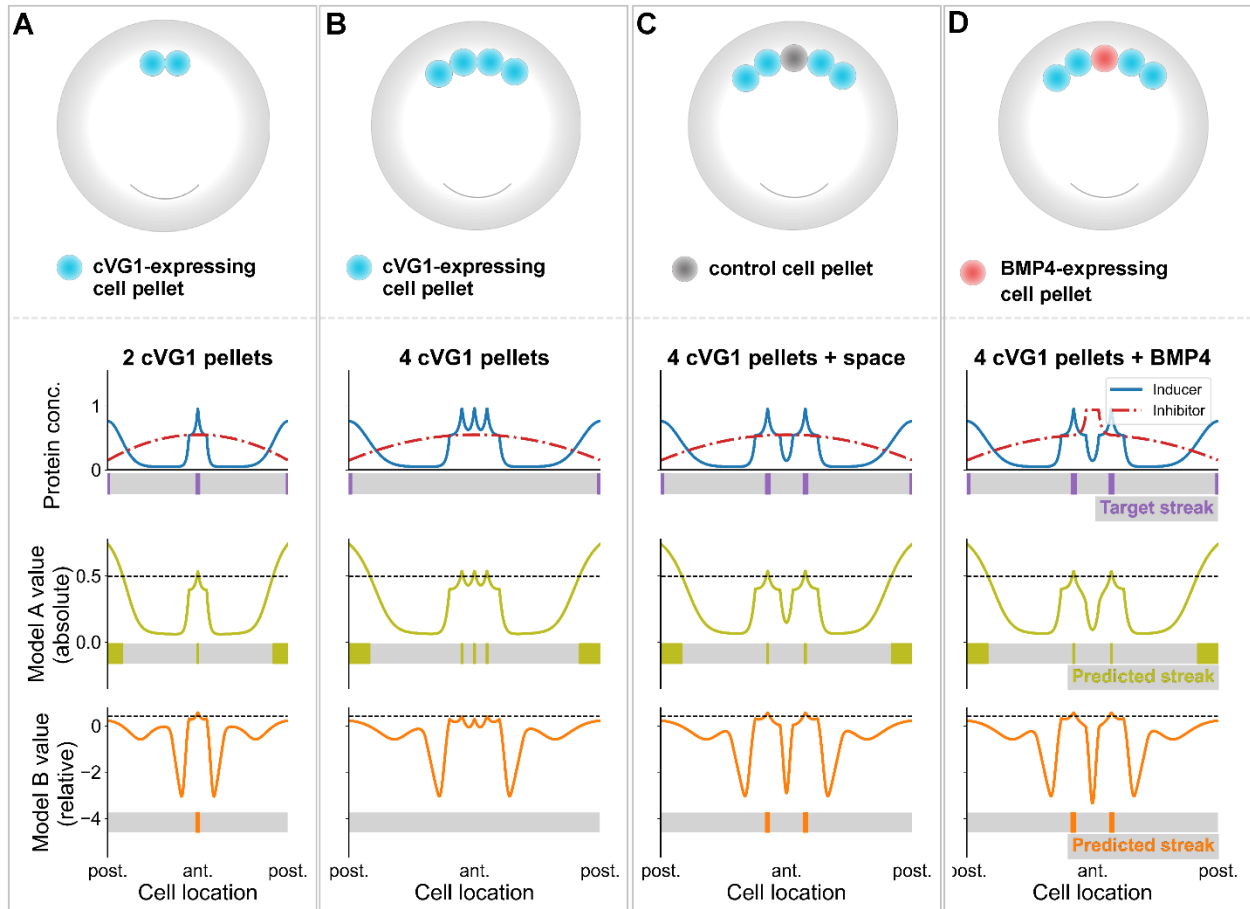 A
B
C
D
cVG1-expressing
cell pellet
cVG1-expressing
cell pellet
control cell pellet
BMP4-expressing
cell pellet
2 cVG1 pellets
4 cVG1 pellets
4 cVG1 pellets + space
4 cVG1 pellets + BMP4
Protein conc.
1
0
Inducer
Inhibitor
Target streak
Model A value
(absolute)
0.5
0.0
Predicted streak
Model B value
(relative)
0
−2
−4
Predicted streak
post. ant. post.
post. ant. post.
post. ant. post.
post. ant. post.
Cell location
Cell location
Cell location
Cell location